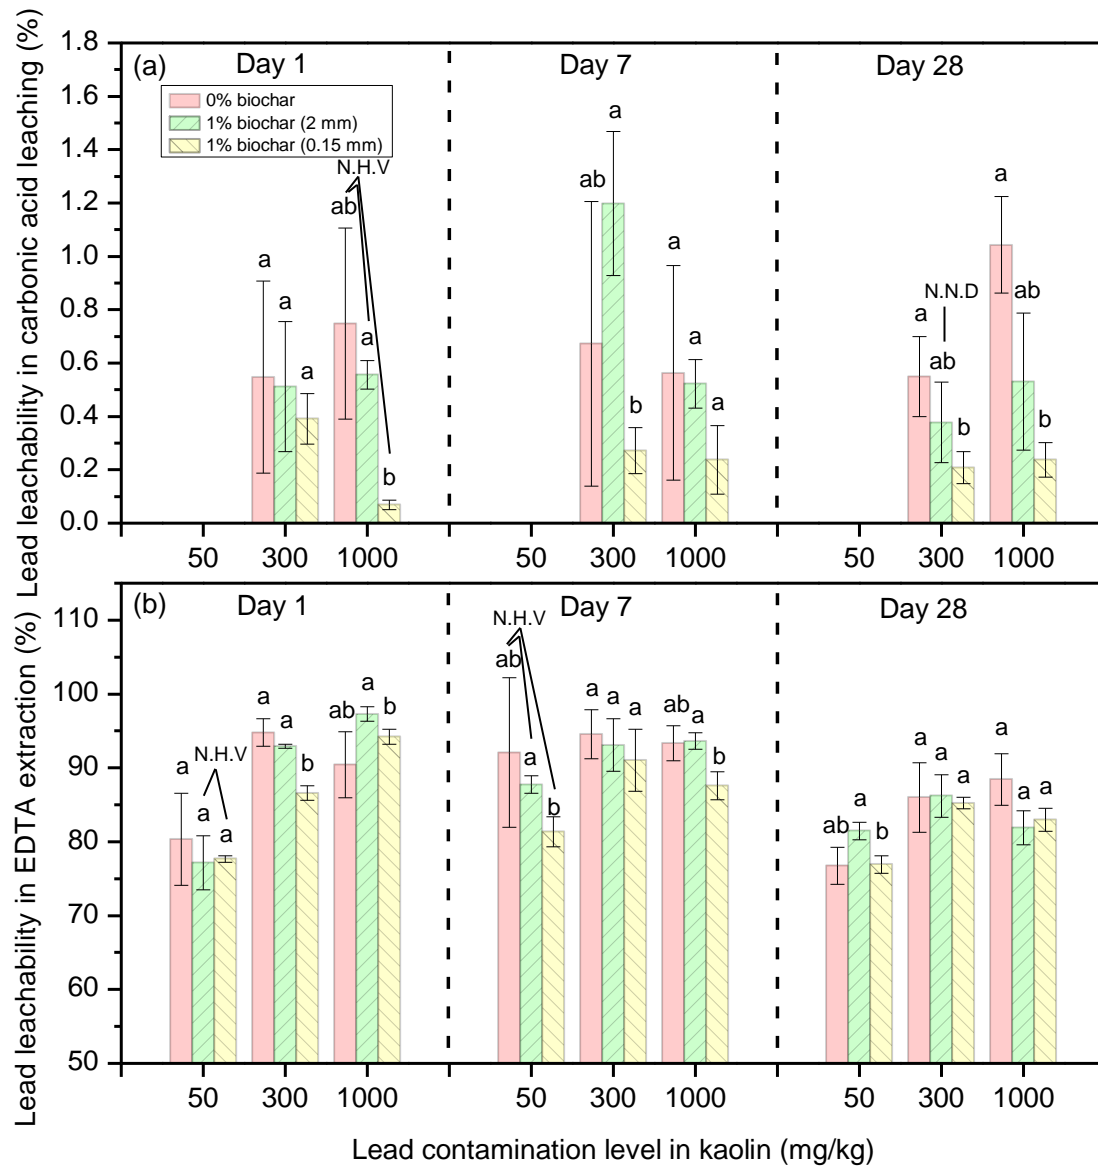 Lead leachability in carbonic acid leaching (%)
1.8
1.6
1.4
1.2
1.0
0.8
0.6
0.4
0.2
0.0
(a)
Day 1
Day 7
Day 28
0% biochar
1% biochar (2 mm)
1% biochar (0.15 mm)
a
a
a
N.H.V
ab
a
b
ab
a
b
a
a
a
a
N.N.D
ab
b
a
ab
b
50
300
1000
50
300
1000
50
300
1000
Lead leachability in EDTA extraction (%)
110
100
90
80
70
60
50
(b)
Day 1
Day 7
Day 28
a
N.H.V
a
a
a
a
b
ab
a
b
N.H.V
ab
a
b
a
a
a
ab
a
b
ab
a
b
a
a
a
a
a
a
50
300
1000
50
300
1000
50
300
1000
Lead contamination level in kaolin (mg/kg)